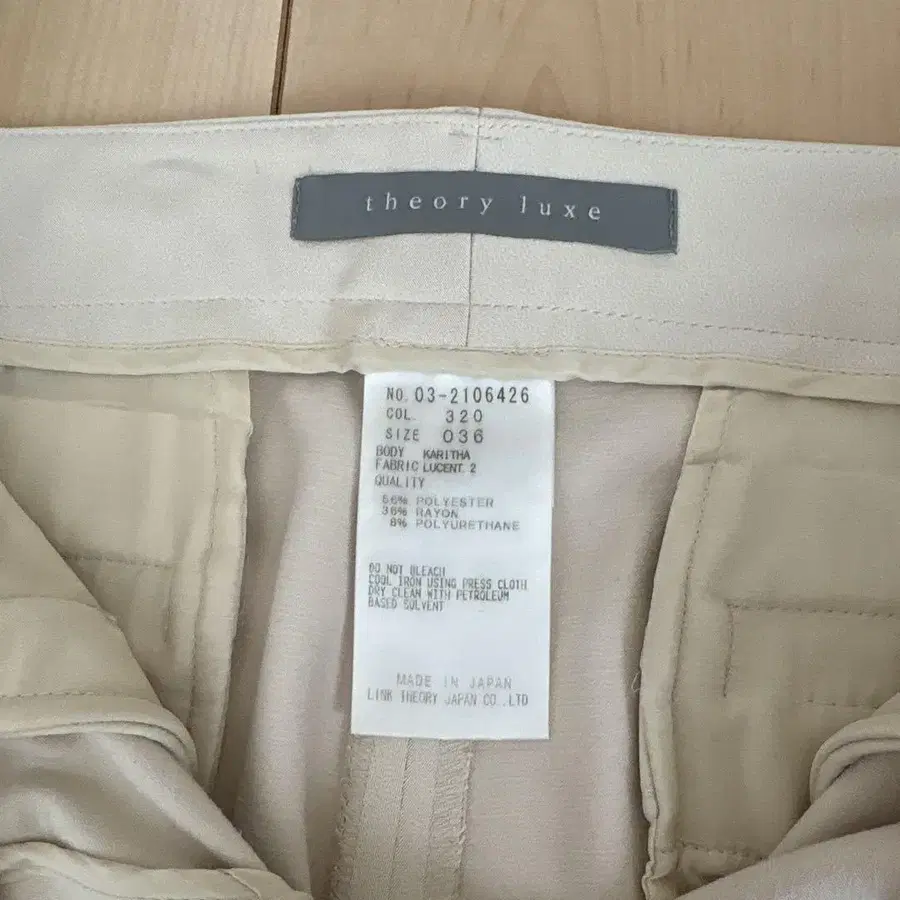 theory luxe
NO. 03-2106426
COL. 320
SIZE 036
BODY KARITHA
FABRIC LUCENT. 2
QUALITY
56% POLYESTER
36% RAYON
8% POLYURETHANE
DO NOT BLEACH
COOL IRON USING PRESS CLOTH
DRY CLEAN WITH PETROLEUM
BASED SOLVENT
MADE IN JAPAN
LINK THEORY JAPAN CO.,LTD